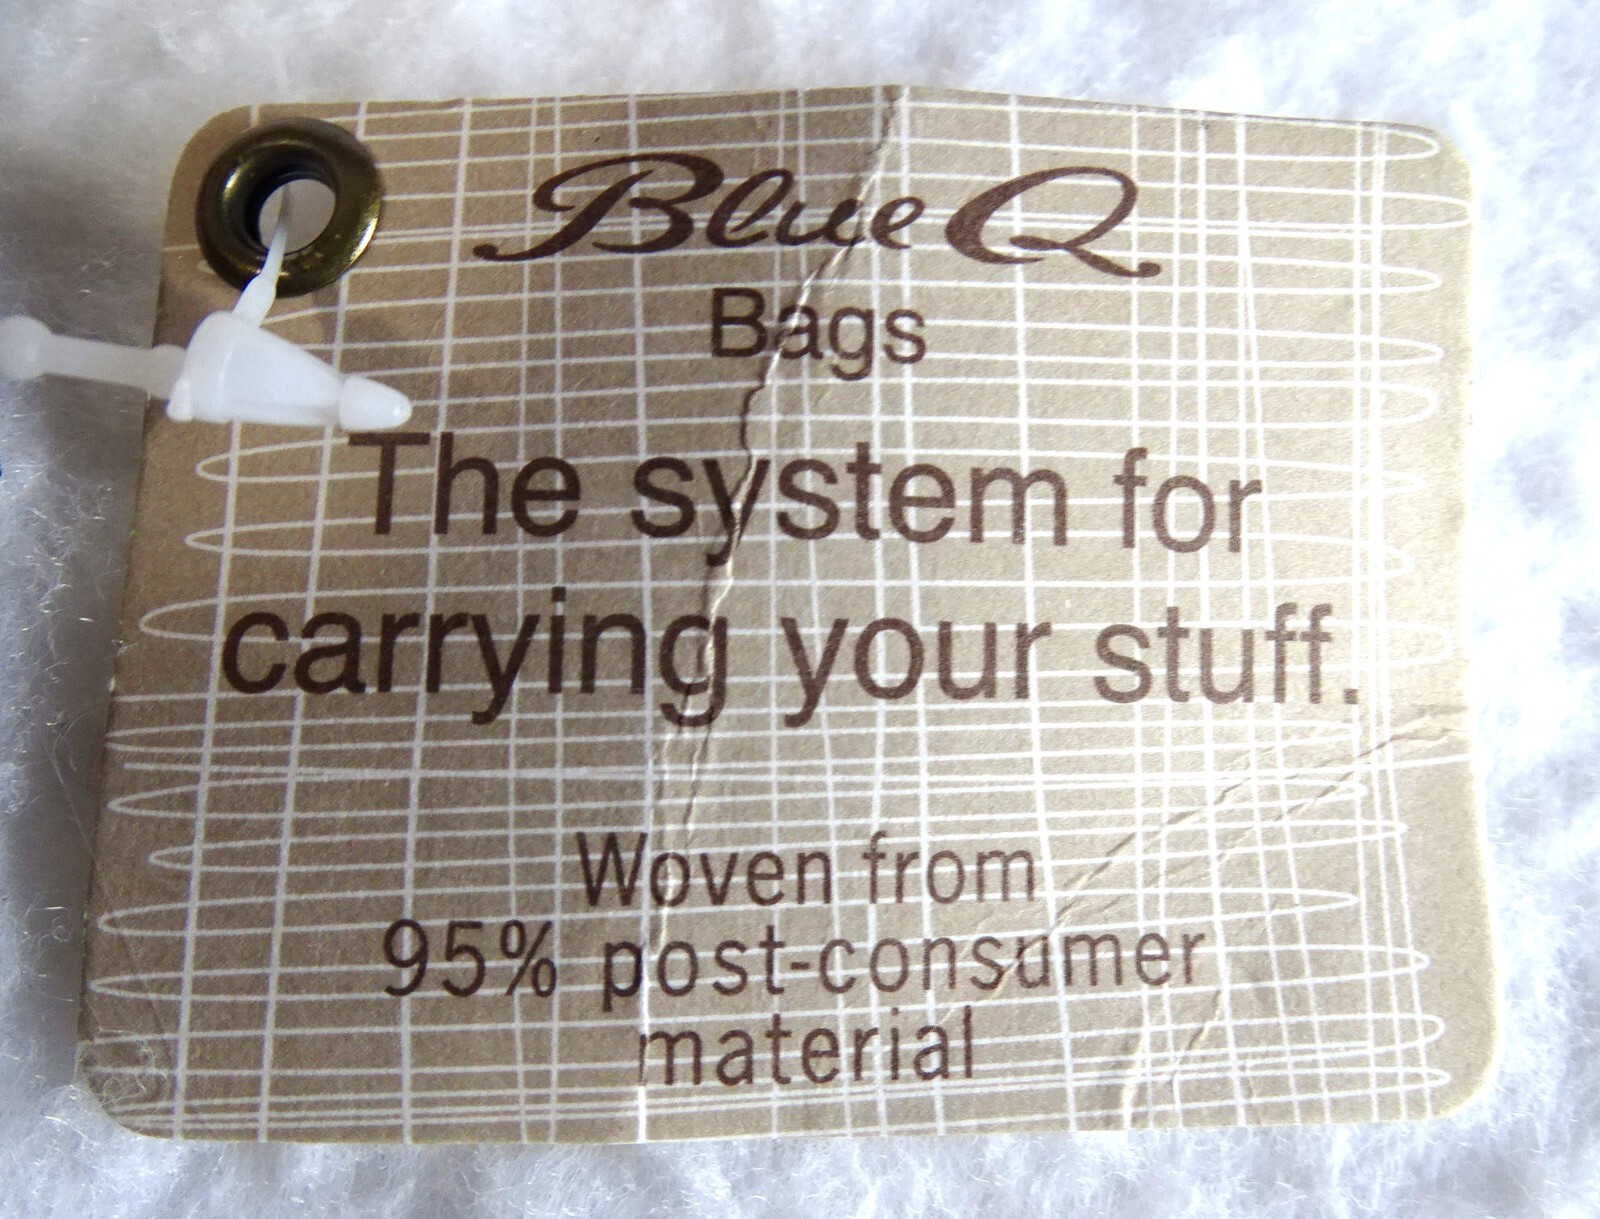 Blue Q
Bags
The system for
carrying your stuff.
Woven from
95% post-consumer
material